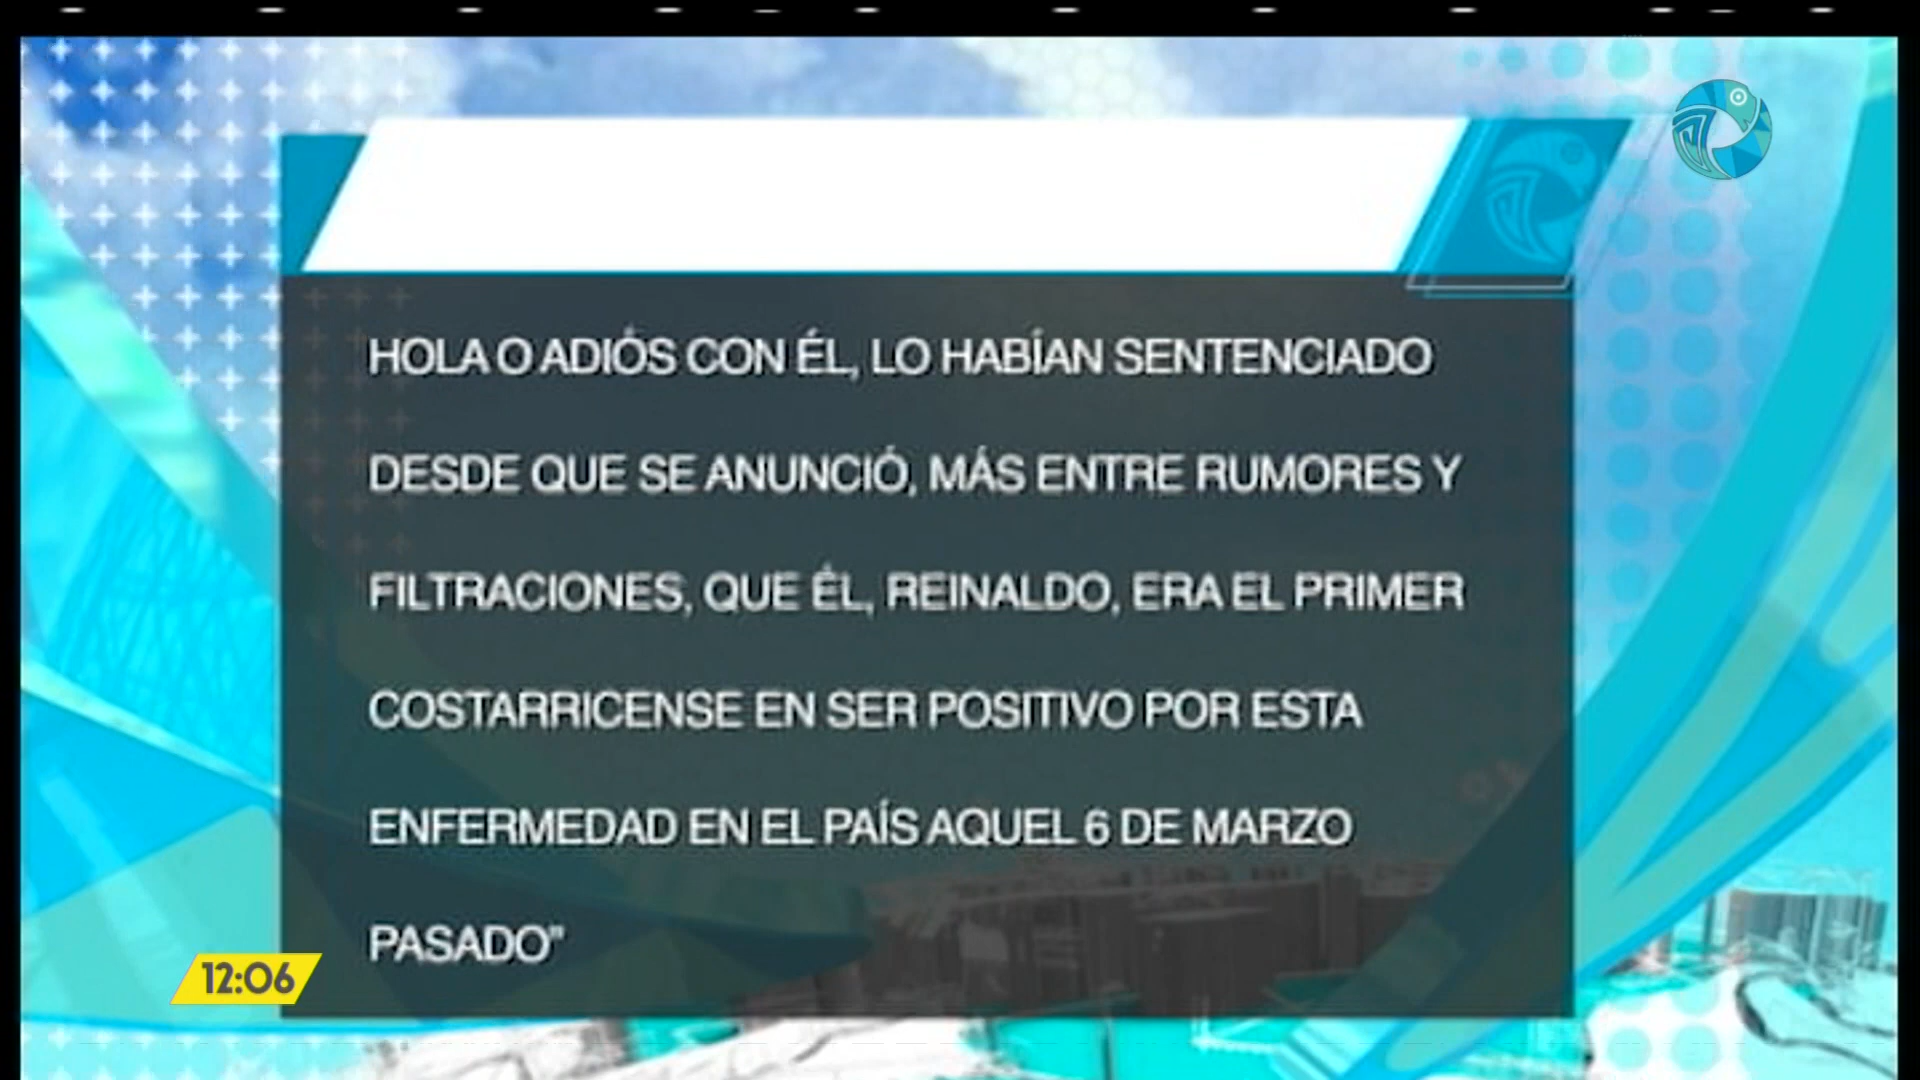 HOLA O ADIÓS CON ÉL, LO HABÍAN SENTENCIADO
DESDE QUE SE ANUNCIÓ, MÁS ENTRE RUMORES Y
FILTRACIONES, QUE ÉL, REINALDO, ERA EL PRIMER
COSTARRICENSE EN SER POSITIVO POR ESTA
ENFERMEDAD EN EL PAÍS AQUEL 6 DE MARZO
PASADO"
12:06